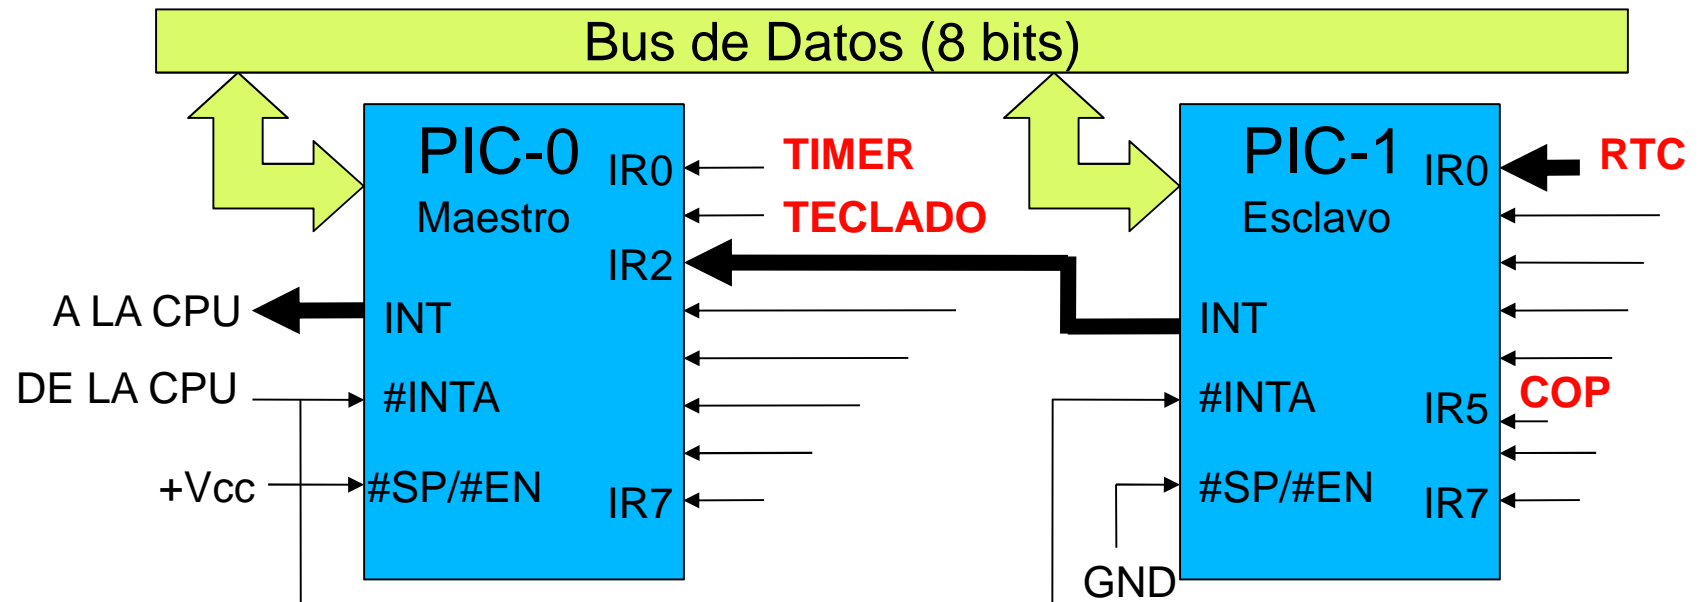 Bus de Datos (8 bits)
PIC-0
Maestro
IR0
TIMER
TECLADO
IR2
A LA CPU
INT
DE LA CPU
#INTA
+Vcc
#SP/#EN
IR7
PIC-1
Esclavo
IR0
RTC
INT
#INTA
COP
IR5
#SP/#EN
IR7
GND